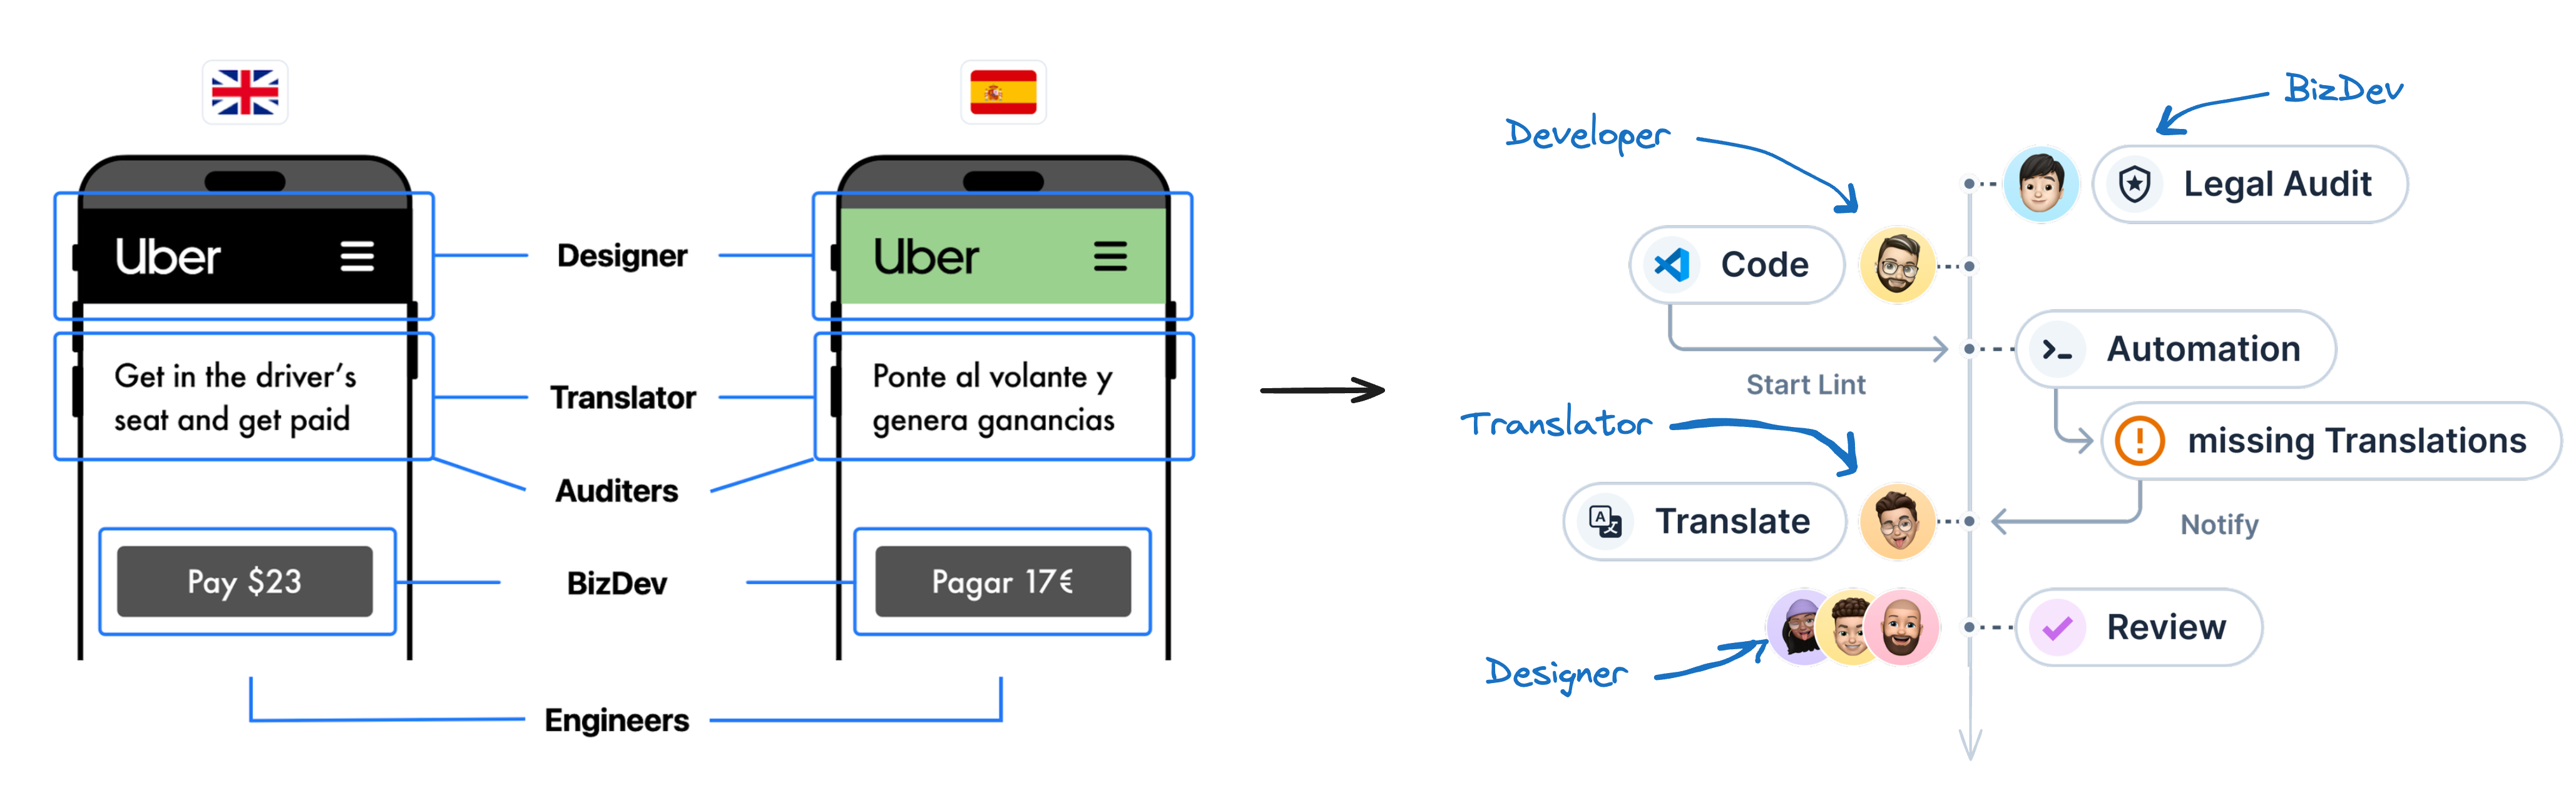 Uber
Get in the driver’s
seat and get paid
Pay $23
Designer
Translator
Auditers
BizDev
Engineers
Uber
Ponte al volante y
genera ganancias
Pagar 17€
Developer
BizDev
Legal Audit
Code
Start Lint
Automation
missing Translations
Translator
Translate
Notify
Designer
Review